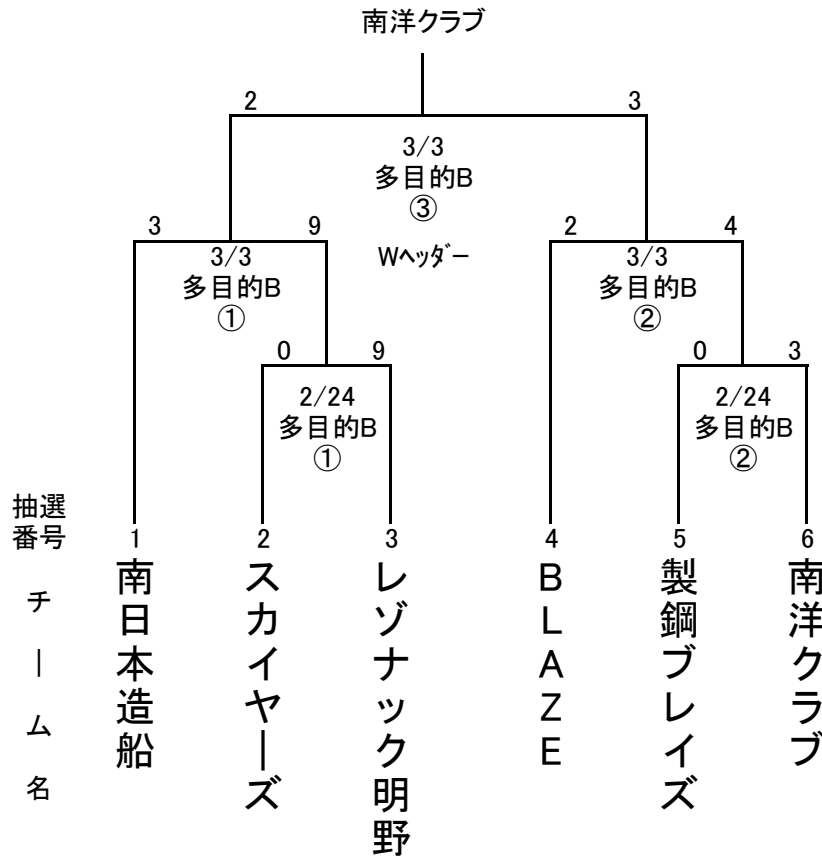 南洋クラブ
2
3
3/3
多目的B
③
Wヘッダー
3
9
3/3
多目的B
①
2
4
3/3
多目的B
②
0
9
2/24
多目的B
①
0
3
2/24
多目的B
②
抽選
番号
1
2
3
4
5
6
チーム名
南日本造船
スカイヤーズ
レゾナック明野
BLAZE
製鋼ブレイズ
南洋クラブ